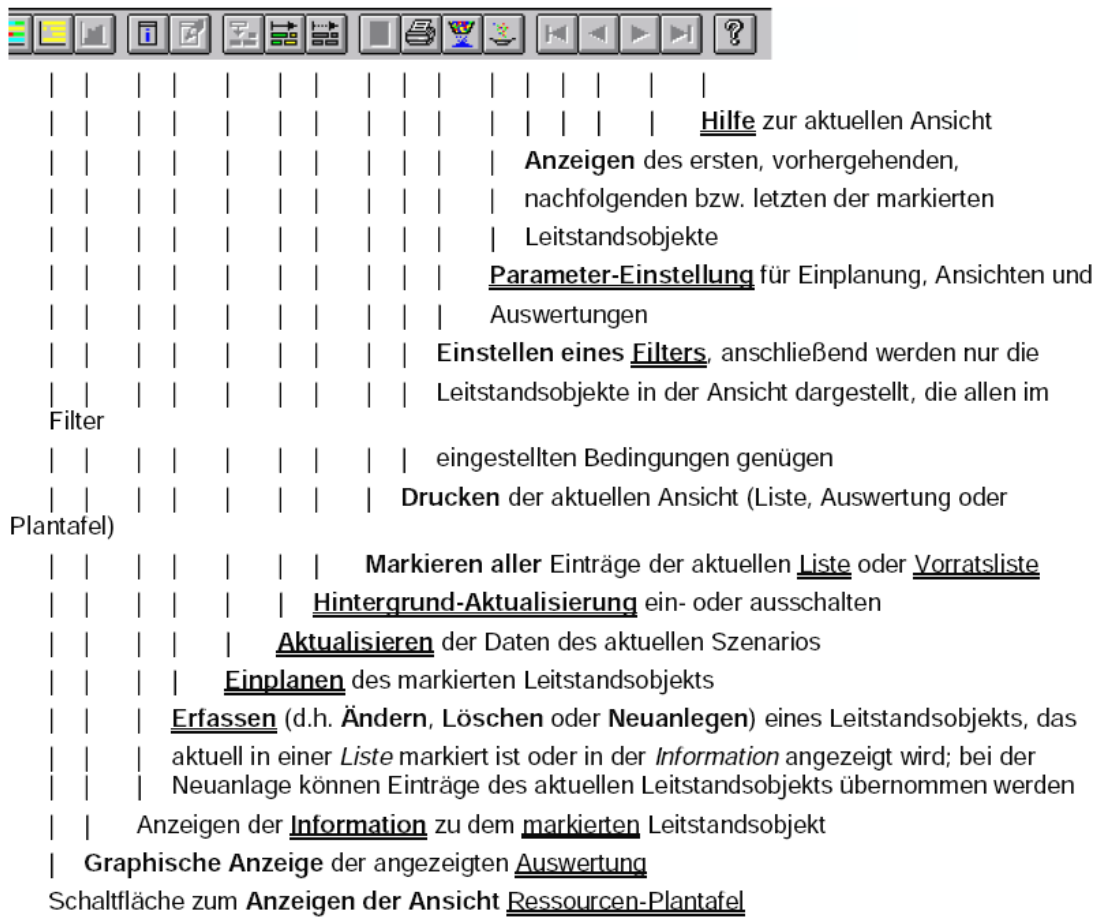 Hilfe zur aktuellen Ansicht
Anzeigen des ersten, vorhergehenden,
nachfolgenden bzw. letzten der markierten
Leitstandsobjekte
Parameter-Einstellung für Einplanung, Ansichten und
Auswertungen
Einstellen eines Filters, anschließend werden nur die
Leitstandsobjekte in der Ansicht dargestellt, die allen im
Filter
eingestellten Bedingungen genügen
Drucken der aktuellen Ansicht (Liste, Auswertung oder
Plantafel)
Markieren aller Einträge der aktuellen Liste oder Vorratsliste
Hintergrund-Aktualisierung ein- oder ausschalten
Aktualisieren der Daten des aktuellen Szenarios
Einplanen des markierten Leitstandsobjekts
Erfassen (d.h. Ändern, Löschen oder Neuanlegen) eines Leitstandsobjekts, das
aktuell in einer Liste markiert ist oder in der Information angezeigt wird; bei der
Neuanlage können Einträge des aktuellen Leitstandsobjekts übernommen werden
Anzeigen der Information zu dem markierten Leitstandsobjekt
Graphische Anzeige der angezeigten Auswertung
Schaltfläche zum Anzeigen der Ansicht Ressourcen-Plantafel